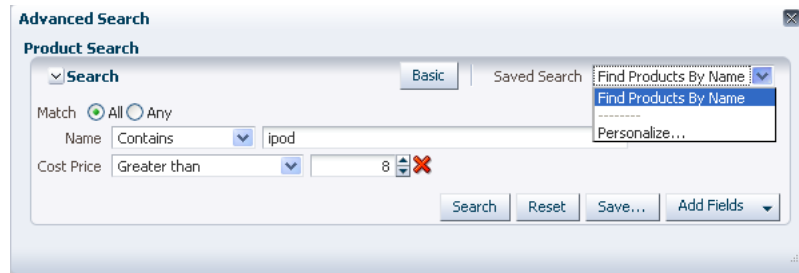 Advanced Search
Product Search
Search Basic Saved Search Find Products By Name
Find Products By Name
--------
Personalize...
Match All Any
Name Contains ipod
Cost Price Greater than 8
Search Reset Save... Add Fields